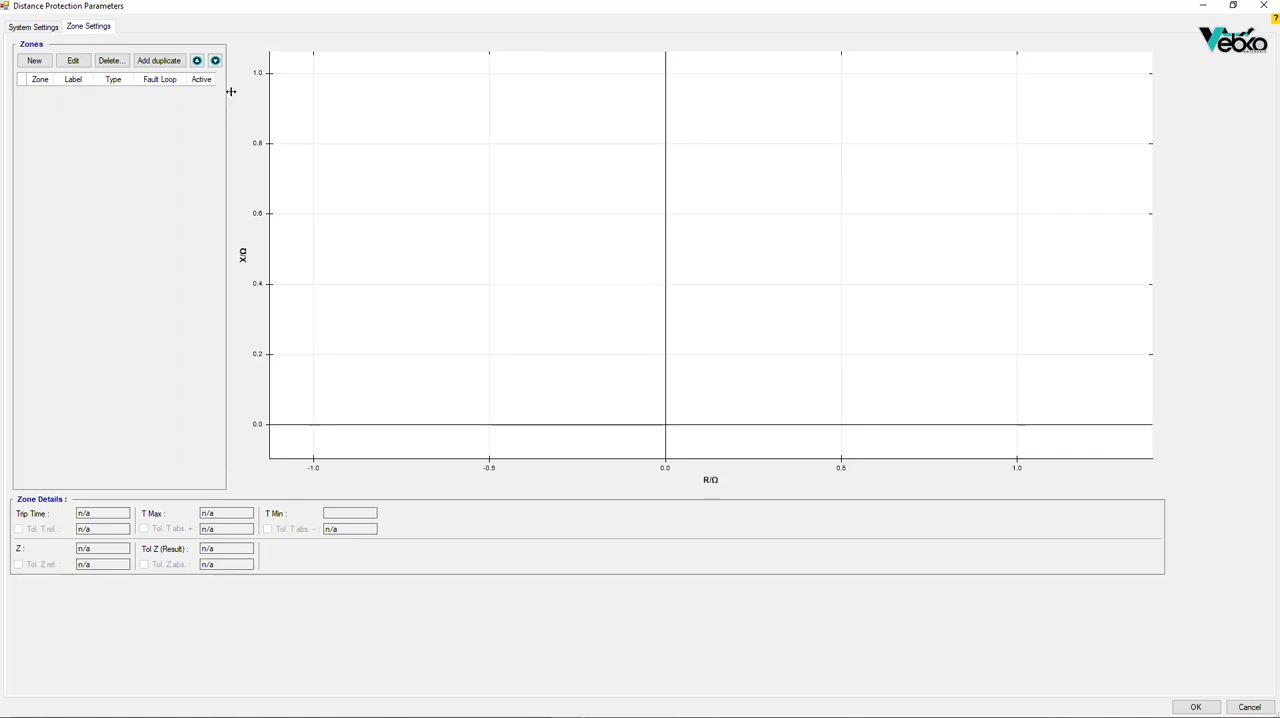 Distance Protection Parameters
?
System Settings Zone Settings
Vebko
Zones
New Edit Delete... Add duplicate
Zone Label Type Fault Loop Active
1.0
0.8
0.6
X/Ω
0.4
0.2
0.0
-1.0 -0.5 0.0 0.5 1.0
R/Ω
Zone Details :
Trip Time : n/a T Max : n/a T Min :
Tol. T rel. : n/a Tol. T abs. + : n/a Tol. T abs. − : n/a
Z : n/a Tol Z (Result) : n/a
Tol. Z rel. : n/a Tol. Z abs. : n/a
OK Cancel